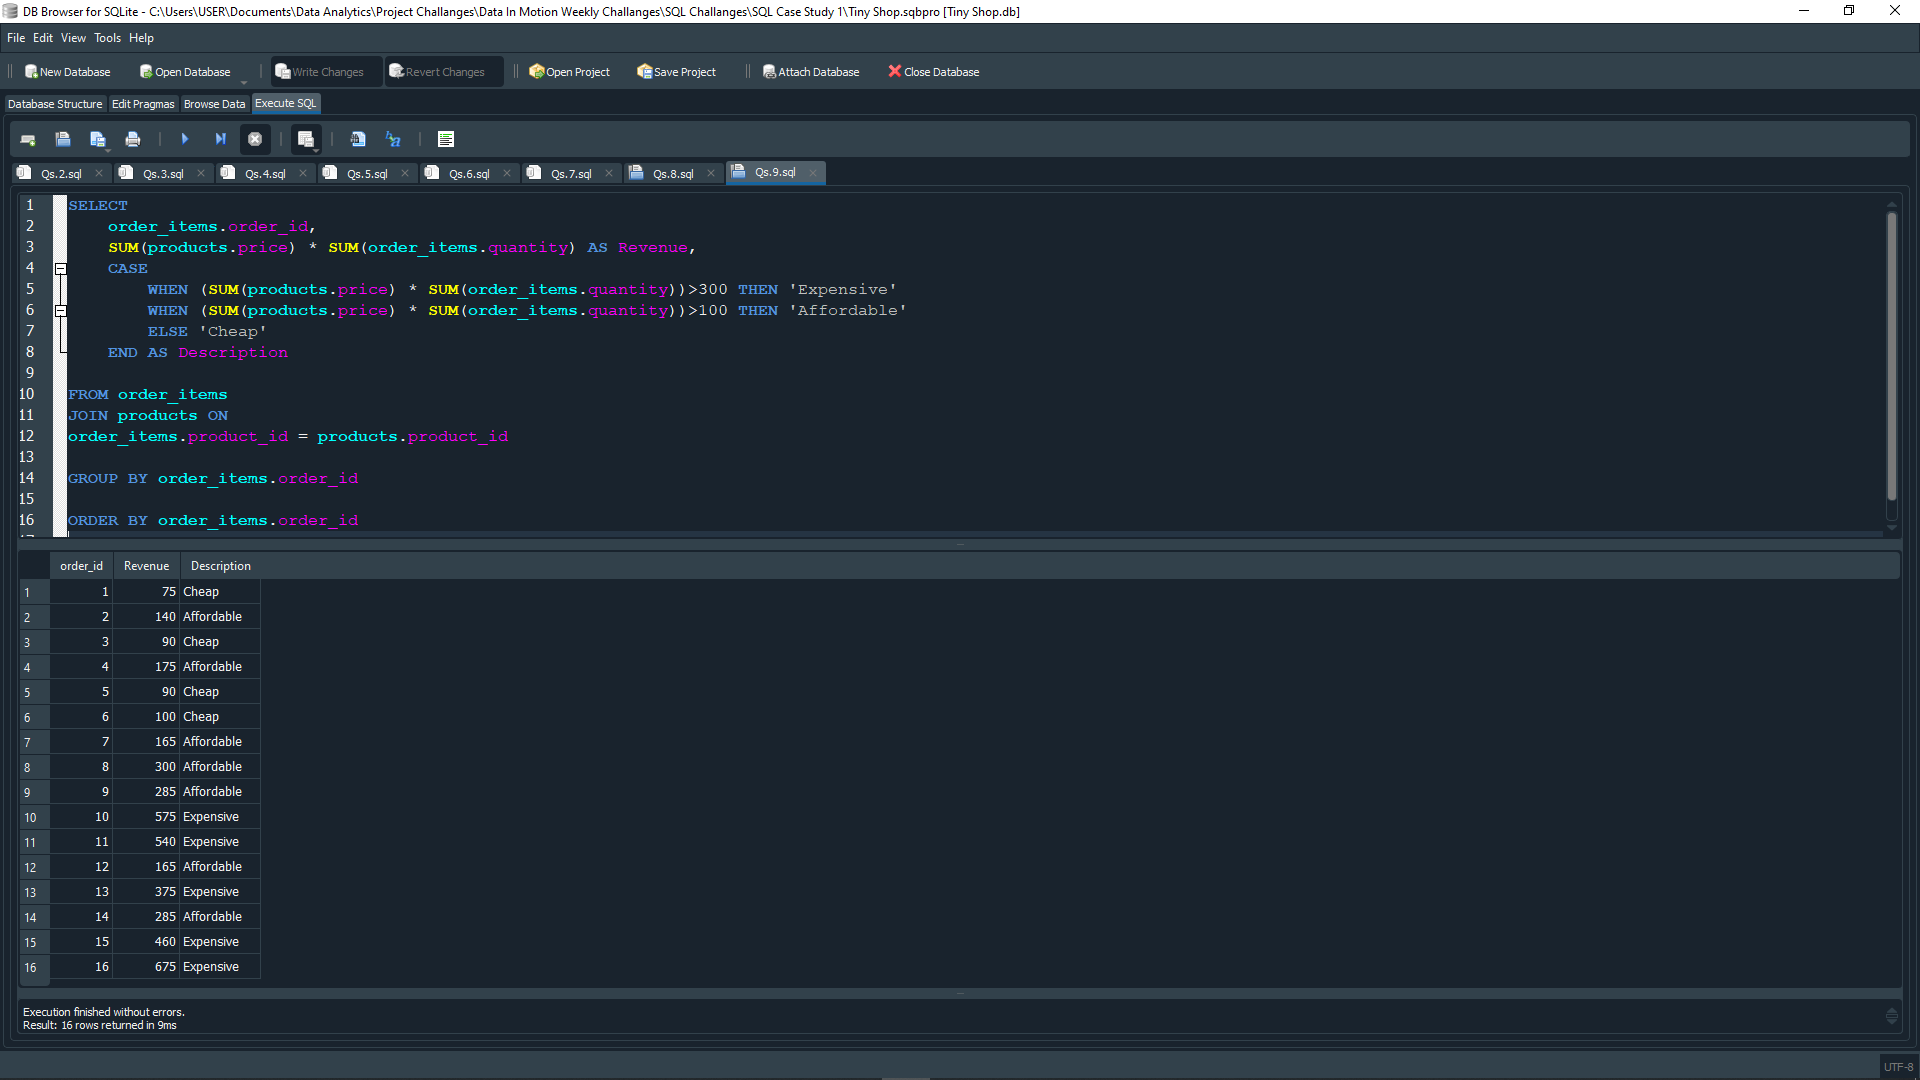 DB Browser for SQLite - C:\Users\USER\Documents\Data Analytics\Project Challanges\Data In Motion Weekly Challanges\SQL Challanges\SQL Case Study 1\Tiny Shop.sqbpro [Tiny Shop.db]
File Edit View Tools Help
New Database Open Database Write Changes Revert Changes Open Project Save Project Attach Database Close Database
Database Structure Edit Pragmas Browse Data Execute SQL
Qs.2.sql Qs.3.sql Qs.4.sql Qs.5.sql Qs.6.sql Qs.7.sql Qs.8.sql Qs.9.sql
1 SELECT
2 order_items.order_id,
3 SUM(products.price) * SUM(order_items.quantity) AS Revenue,
4 CASE
5 WHEN (SUM(products.price) * SUM(order_items.quantity))>300 THEN 'Expensive'
6 WHEN (SUM(products.price) * SUM(order_items.quantity))>100 THEN 'Affordable'
7 ELSE 'Cheap'
8 END AS Description
9
10 FROM order_items
11 JOIN products ON
12 order_items.product_id = products.product_id
13
14 GROUP BY order_items.order_id
15
16 ORDER BY order_items.order_id
order_id Revenue Description
1 1 75 Cheap
2 2 140 Affordable
3 3 90 Cheap
4 4 175 Affordable
5 5 90 Cheap
6 6 100 Cheap
7 7 165 Affordable
8 8 300 Affordable
9 9 285 Affordable
10 10 575 Expensive
11 11 540 Expensive
12 12 165 Affordable
13 13 375 Expensive
14 14 285 Affordable
15 15 460 Expensive
16 16 675 Expensive
Execution finished without errors.
Result: 16 rows returned in 9ms
UTF-8